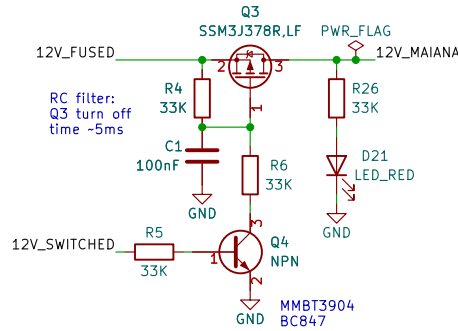 Q3
SSM3J378R,LF
PWR_FLAG
12V_FUSED
12V_MAIANA
2
3
1
RC filter:
Q3 turn off
time ~5ms
R4
33K
R26
33K
C1
100nF
R6
33K
D21
LED_RED
GND
GND
12V_SWITCHED
R5
33K
3
1
2
Q4
NPN
GND
MMBT3904
BC847